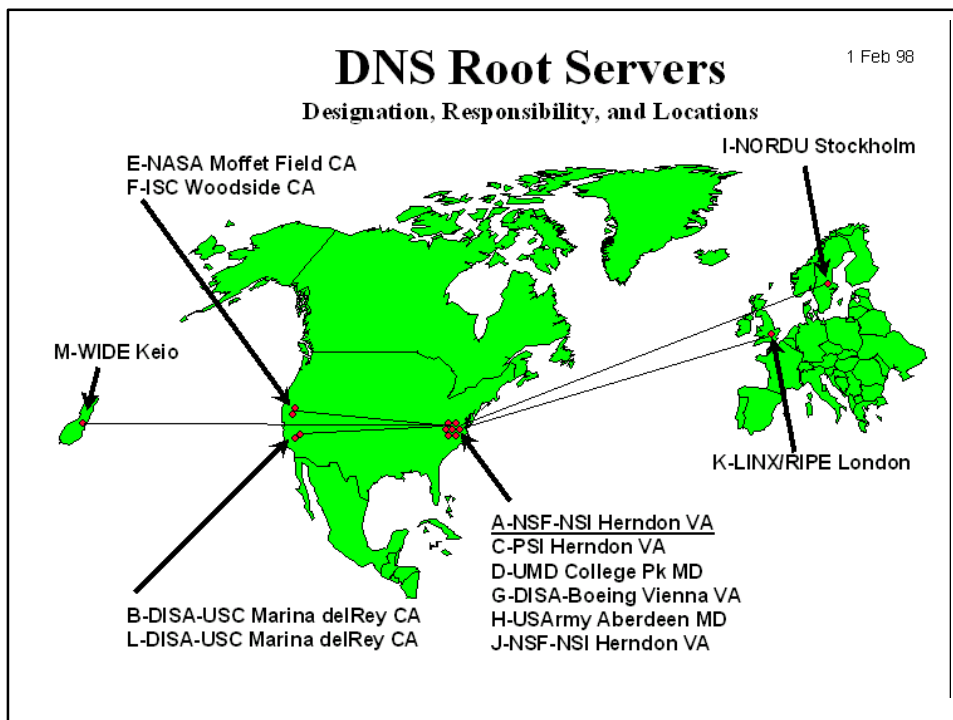 DNS Root Servers
1 Feb 98
Designation, Responsibility, and Locations
E-NASA Moffet Field CA
F-ISC Woodside CA
I-NORDU Stockholm
M-WIDE Keio
K-LINX/RIPE London
A-NSF-NSI Herndon VA
C-PSI Herndon VA
D-UMD College Pk MD
G-DISA-Boeing Vienna VA
H-USArmy Aberdeen MD
J-NSF-NSI Herndon VA
B-DISA-USC Marina delRey CA
L-DISA-USC Marina delRey CA